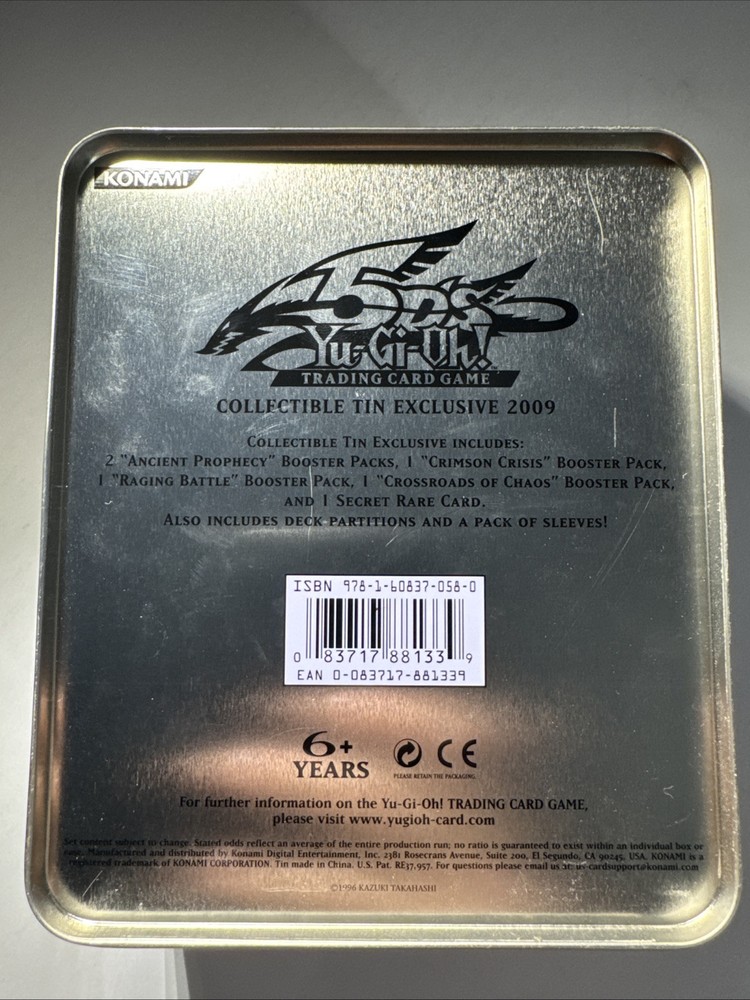 KONAMI
5D's
Yu-Gi-Oh!
TRADING CARD GAME
COLLECTIBLE TIN EXCLUSIVE 2009
COLLECTIBLE TIN EXCLUSIVE INCLUDES:
2 "ANCIENT PROPHECY" BOOSTER PACKS, 1 "CRIMSON CRISIS" BOOSTER PACK,
1 "RAGING BATTLE" BOOSTER PACK, 1 "CROSSROADS OF CHAOS" BOOSTER PACK,
AND 1 SECRET RARE CARD.
ALSO INCLUDES DECK PARTITIONS AND A PACK OF SLEEVES!
ISBN 978-1-60837-058-0
0 83717 88133 9
EAN 0-083717-881339
6+
YEARS
CE
PLEASE RETAIN THE PACKAGING.
For further information on the Yu-Gi-Oh! TRADING CARD GAME,
please visit www.yugioh-card.com
Set content subject to change. Stated odds reflect an average of the entire production run; no ratio is guaranteed to exist within an individual box or
case. Manufactured and distributed by Konami Digital Entertainment, Inc. 2381 Rosecrans Avenue, Suite 200, El Segundo, CA 90245, USA. KONAMI is a
registered trademark of KONAMI CORPORATION. Tin made in China. U.S. Pat. RE37,957. For questions please email us at: us-cardsupport@konami.com
©1996 KAZUKI TAKAHASHI